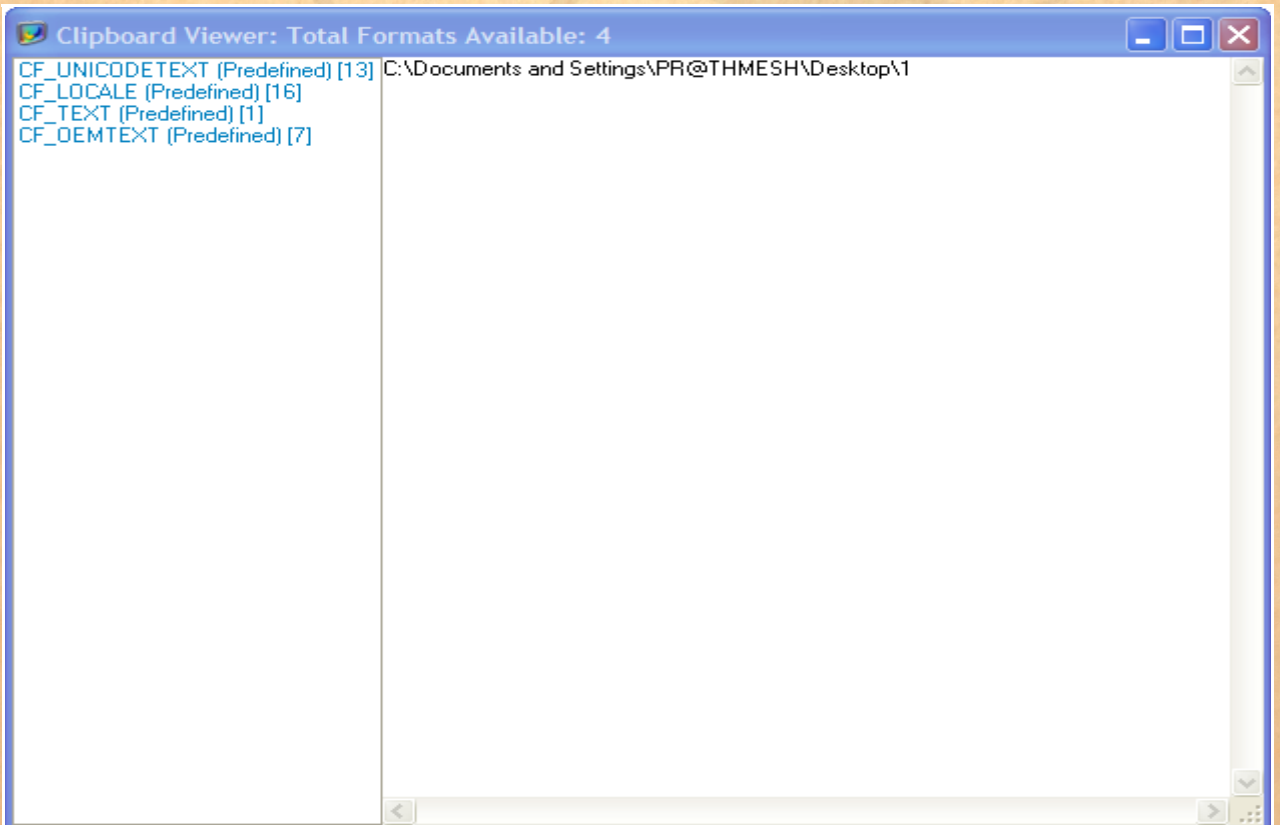 Clipboard Viewer: Total Formats Available: 4
CF_UNICODETEXT (Predefined) [13]
CF_LOCALE (Predefined) [16]
CF_TEXT (Predefined) [1]
CF_OEMTEXT (Predefined) [7]
C:\Documents and Settings\PR@THMESH\Desktop\1